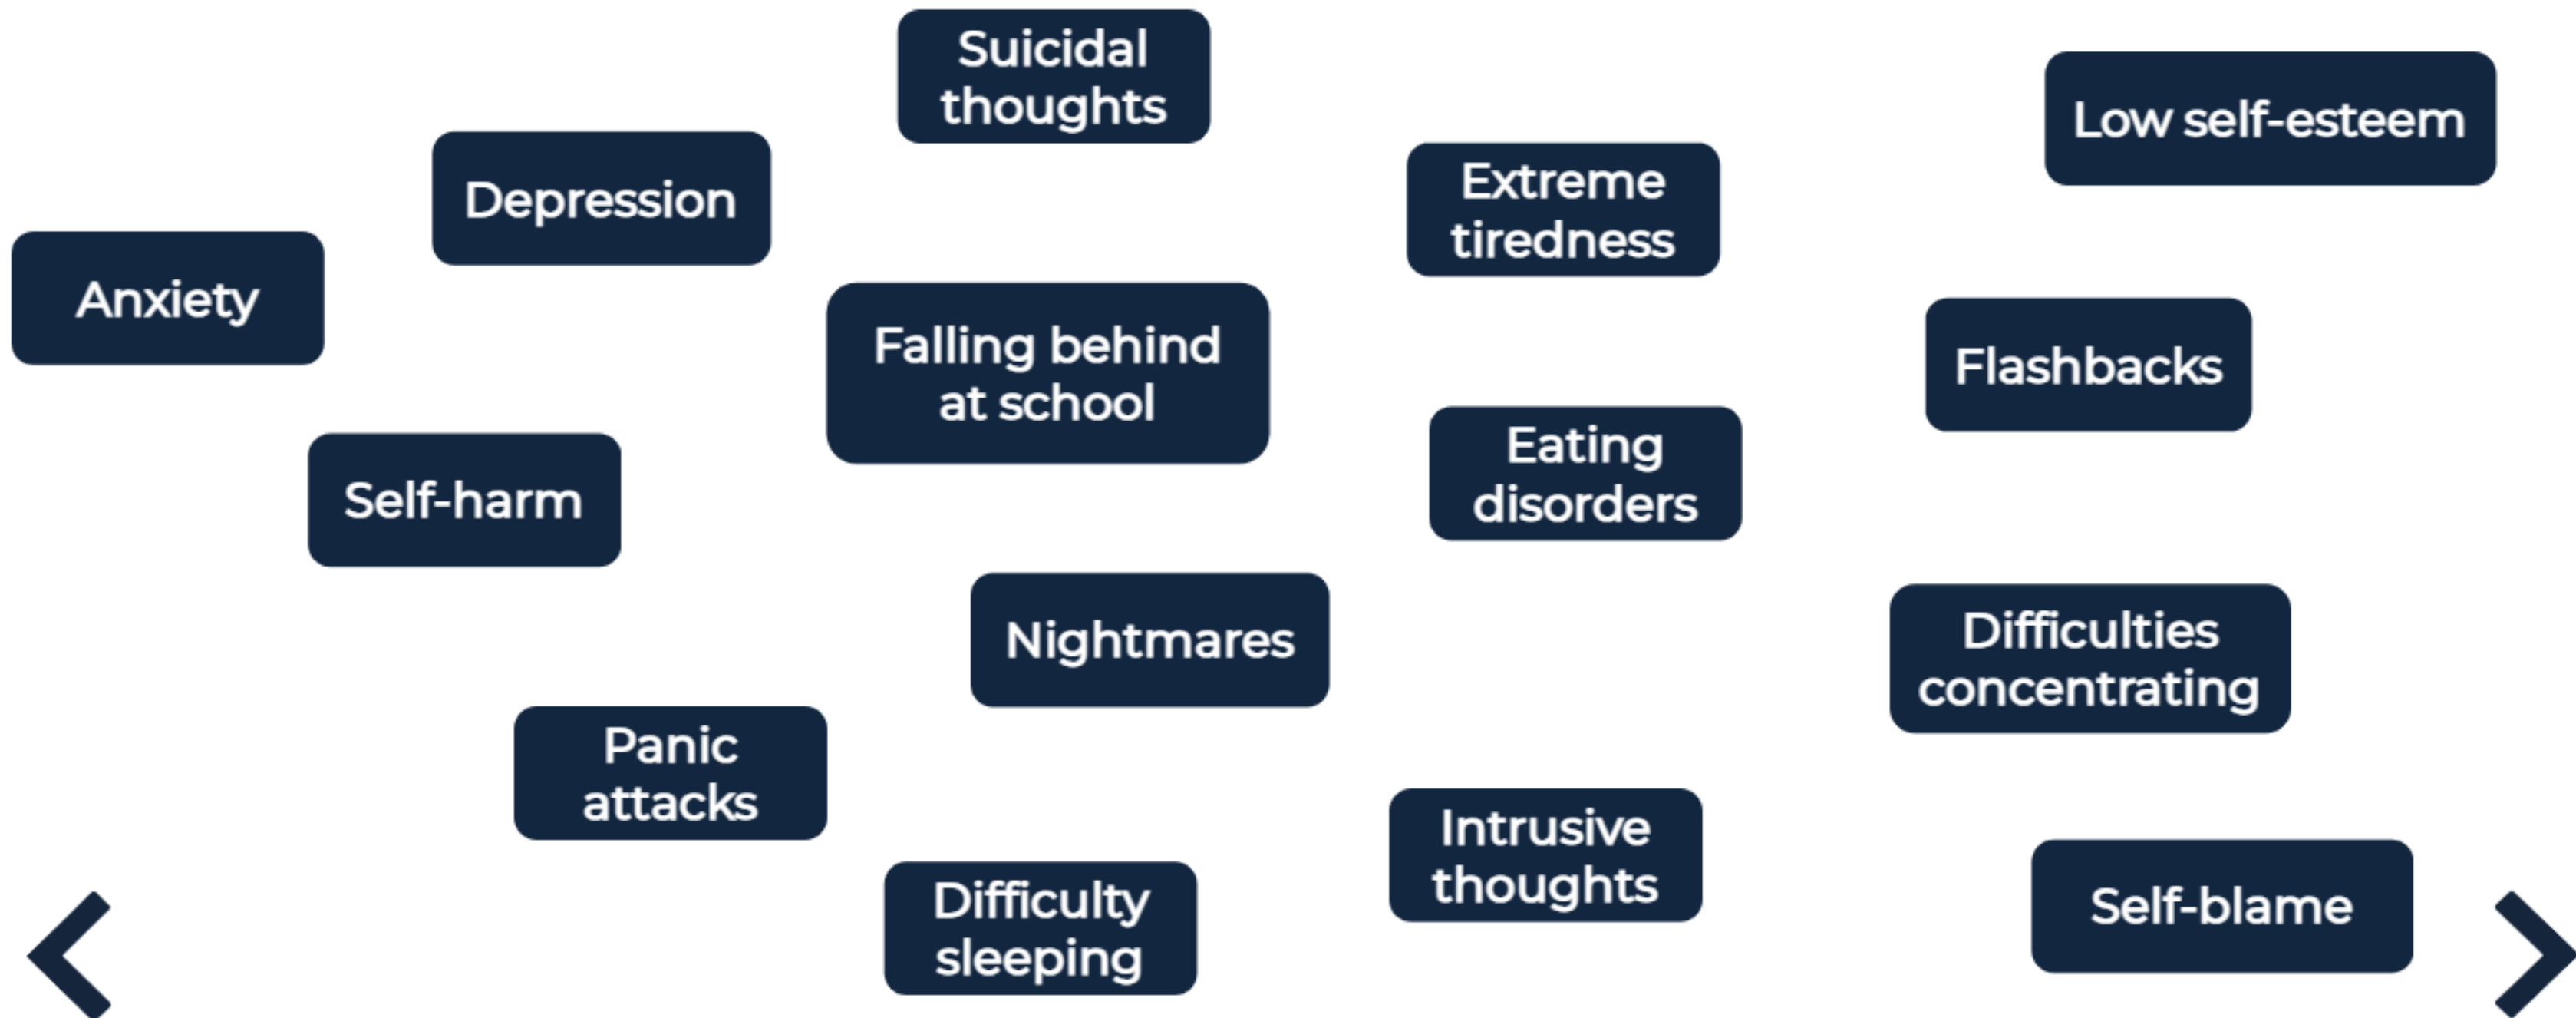 Suicidal
thoughts
Low self-esteem
Depression
Extreme
tiredness
Anxiety
Falling behind
at school
Flashbacks
Self-harm
Eating
disorders
Nightmares
Difficulties
concentrating
Panic
attacks
Intrusive
thoughts
Difficulty
sleeping
Self-blame